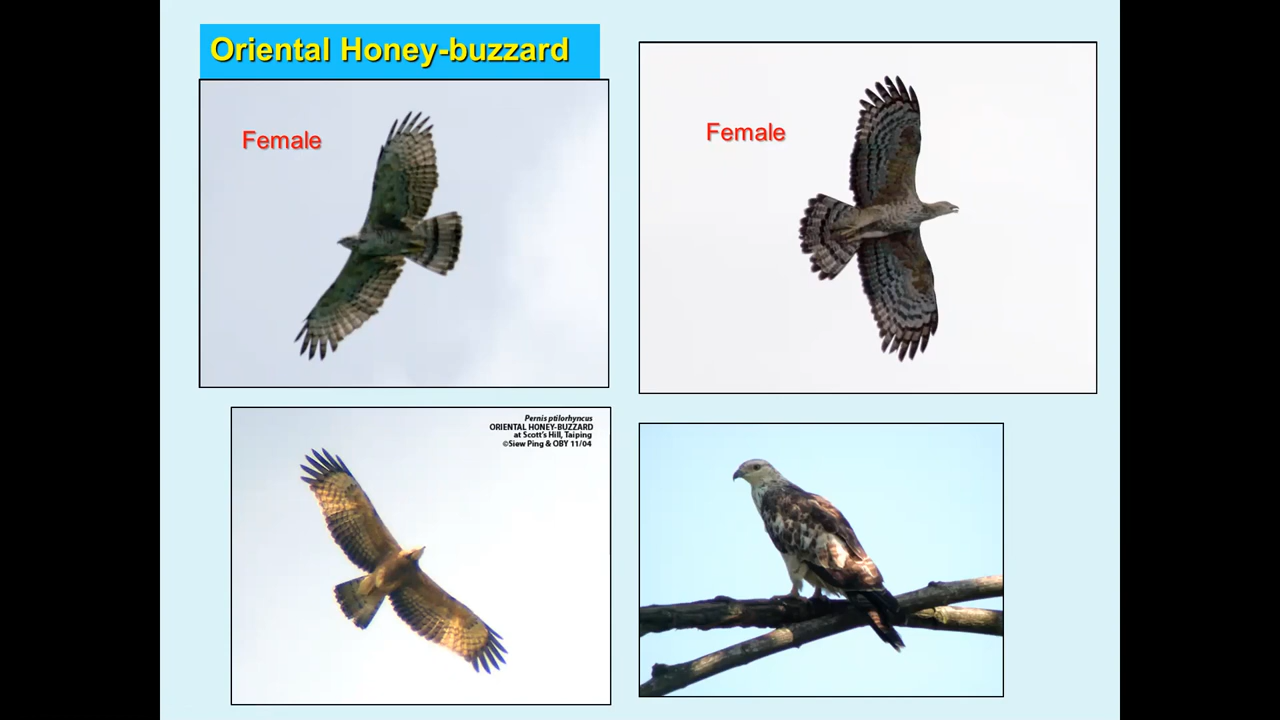 Oriental Honey-buzzard
Female
Female
Pernis ptilorhyncus
ORIENTAL HONEY-BUZZARD
at Scott's Hill, Taiping
©Siew Ping & OBY 11/04